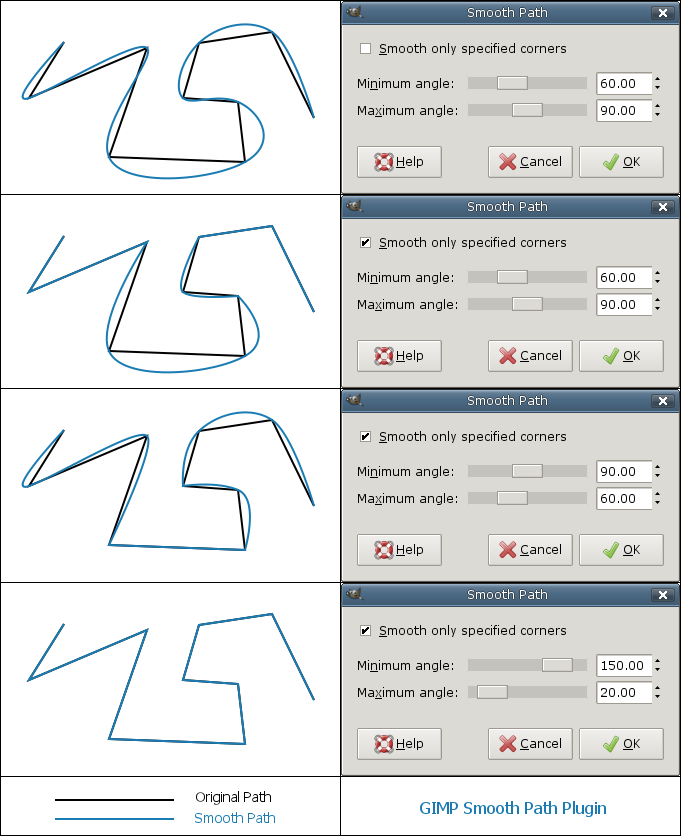 Smooth Path
Smooth only specified corners
Minimum angle: 60.00
Maximum angle: 90.00
Help Cancel OK
Smooth Path
Smooth only specified corners
Minimum angle: 60.00
Maximum angle: 90.00
Help Cancel OK
Smooth Path
Smooth only specified corners
Minimum angle: 90.00
Maximum angle: 60.00
Help Cancel OK
Smooth Path
Smooth only specified corners
Minimum angle: 150.00
Maximum angle: 20.00
Help Cancel OK
Original Path
Smooth Path
GIMP Smooth Path Plugin